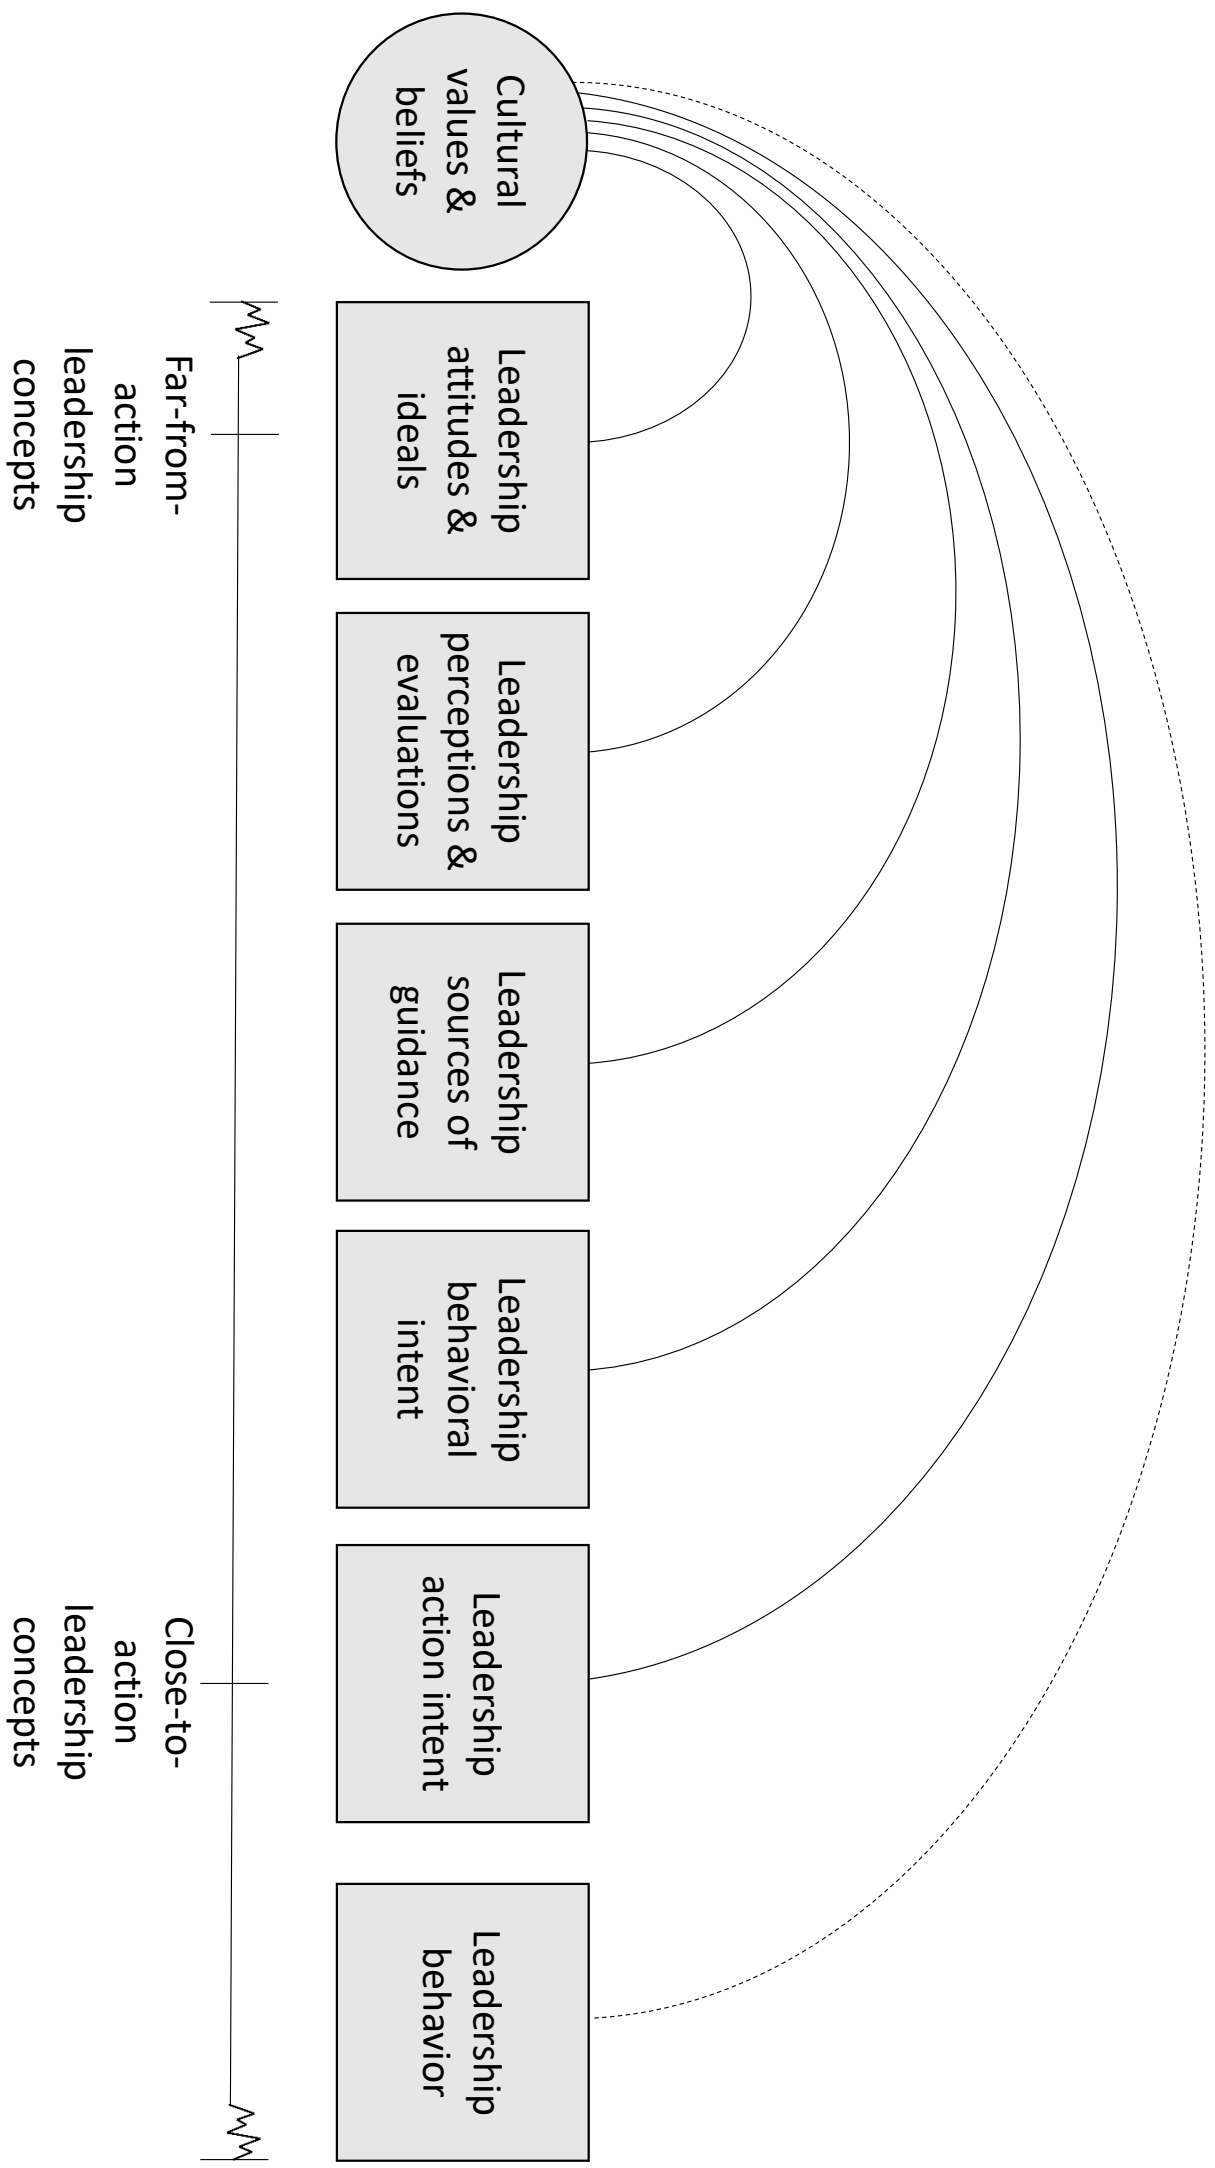 Cultural
values &
beliefs
Leadership
attitudes &
ideals
Leadership
perceptions &
evaluations
Leadership
sources of
guidance
Leadership
behavioral
intent
Leadership
action intent
Leadership
behavior
Far-from-
action
leadership
concepts
Close-to-
action
leadership
concepts